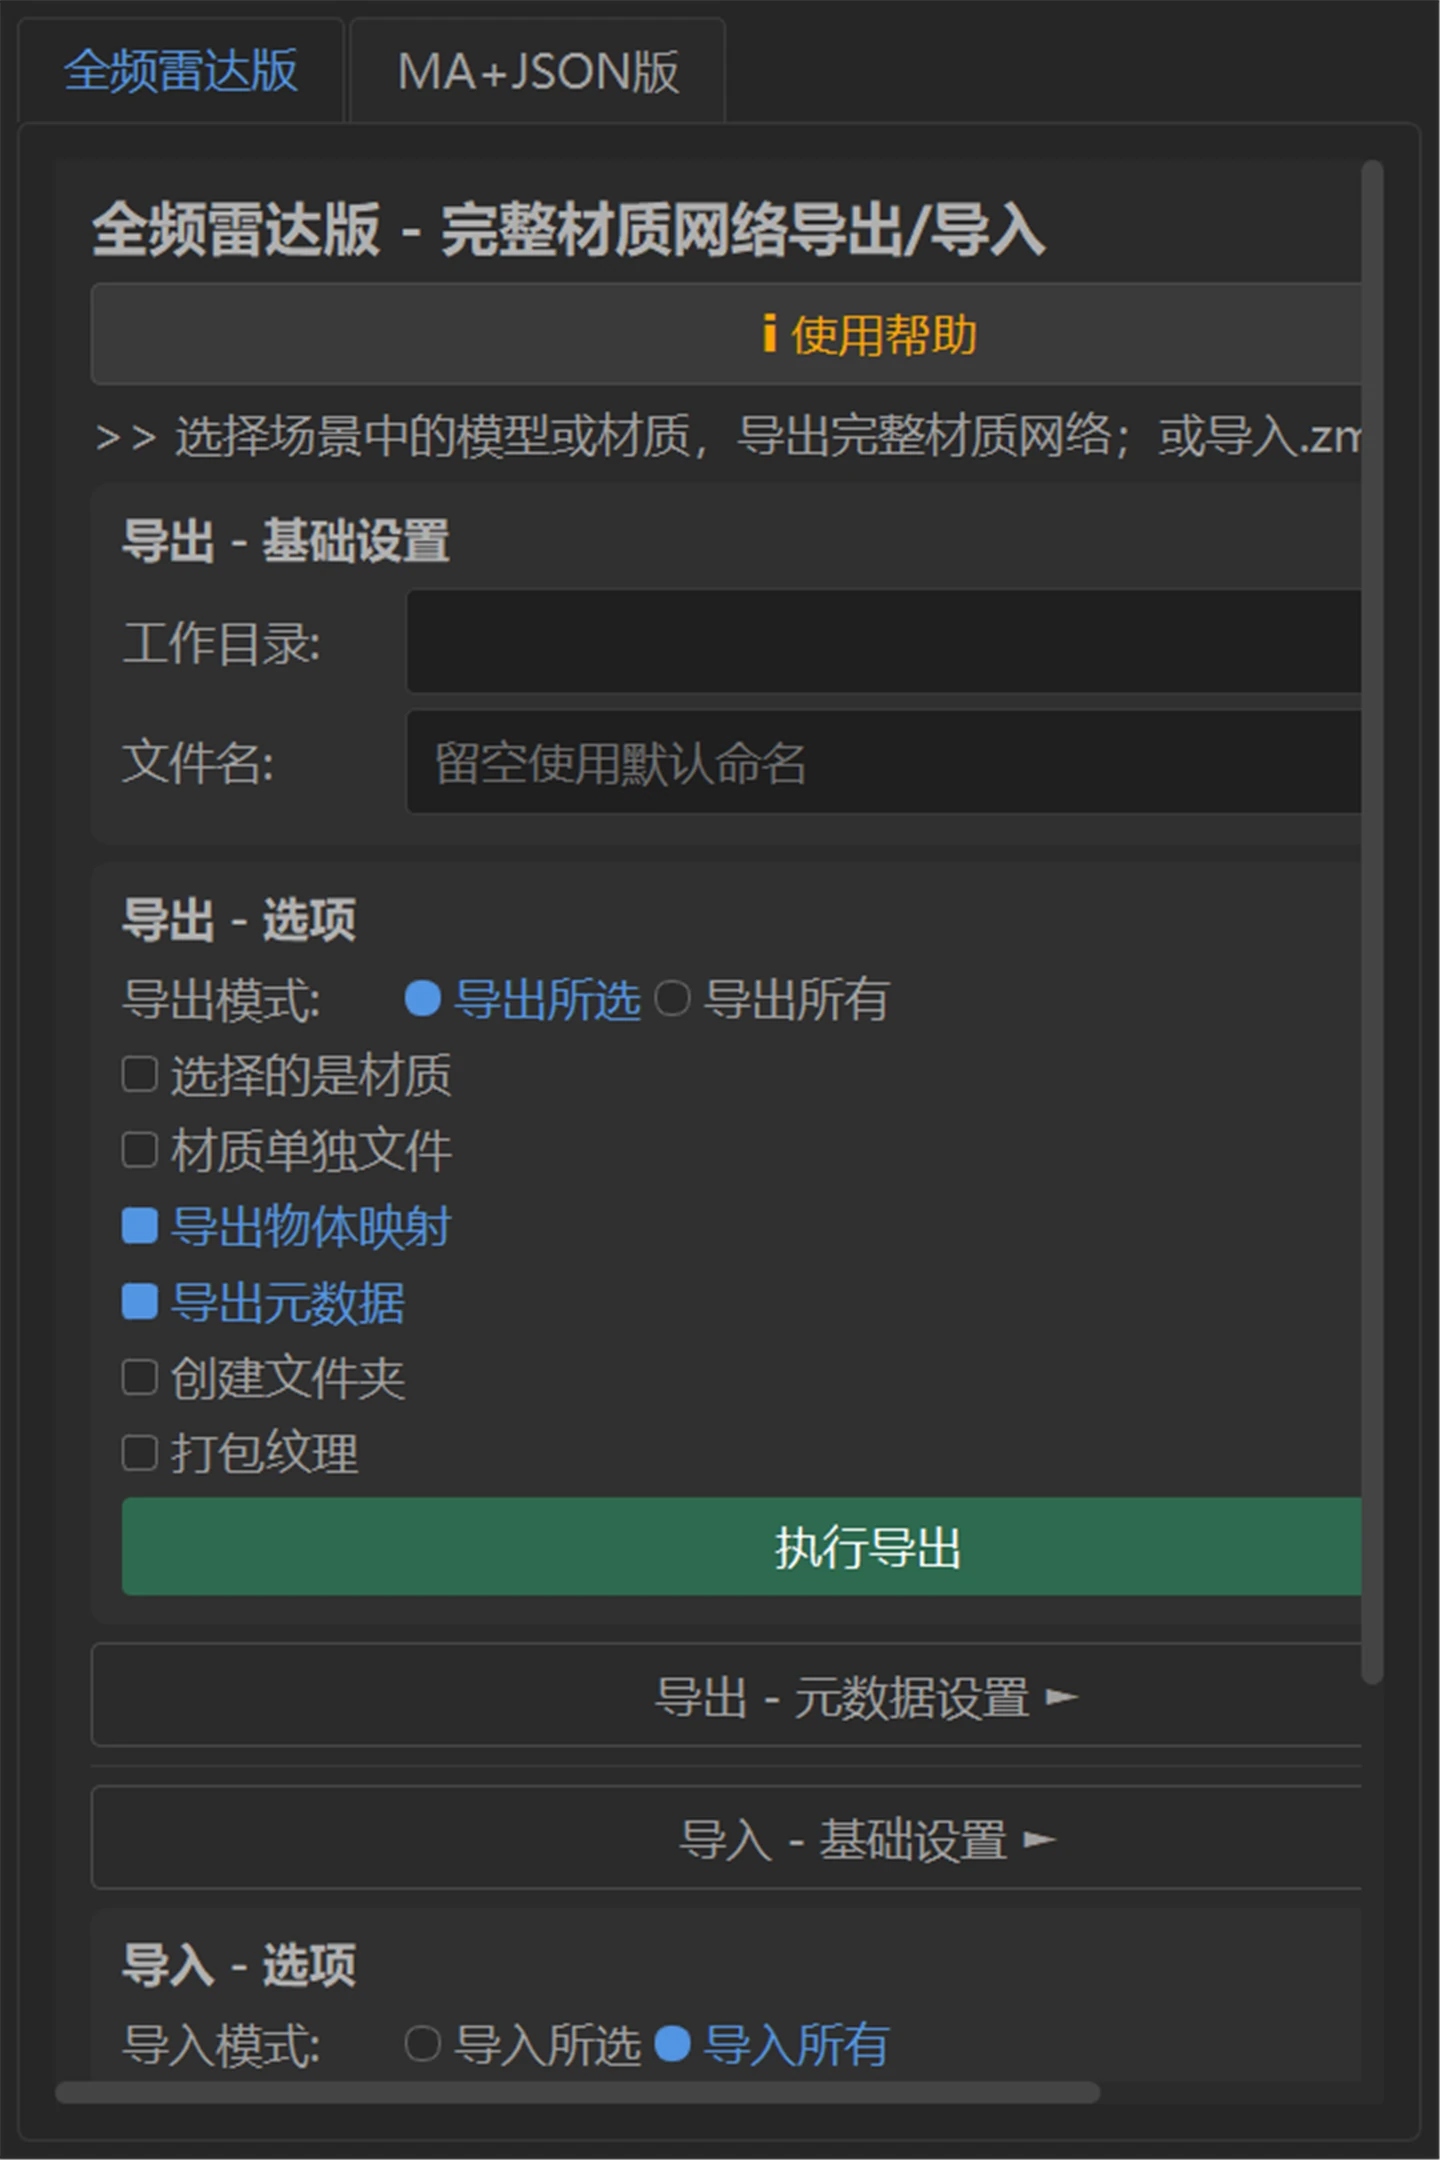 全频雷达版
MA+JSON版
全频雷达版 - 完整材质网络导出/导入
i 使用帮助
>> 选择场景中的模型或材质，导出完整材质网络；或导入.zm
导出 - 基础设置
工作目录:
文件名: 留空使用默认命名
导出 - 选项
导出模式: 导出所选 导出所有
选择的是材质
材质单独文件
导出物体映射
导出元数据
创建文件夹
打包纹理
执行导出
导出 - 元数据设置 ►
导入 - 基础设置 ►
导入 - 选项
导入模式: 导入所选 导入所有